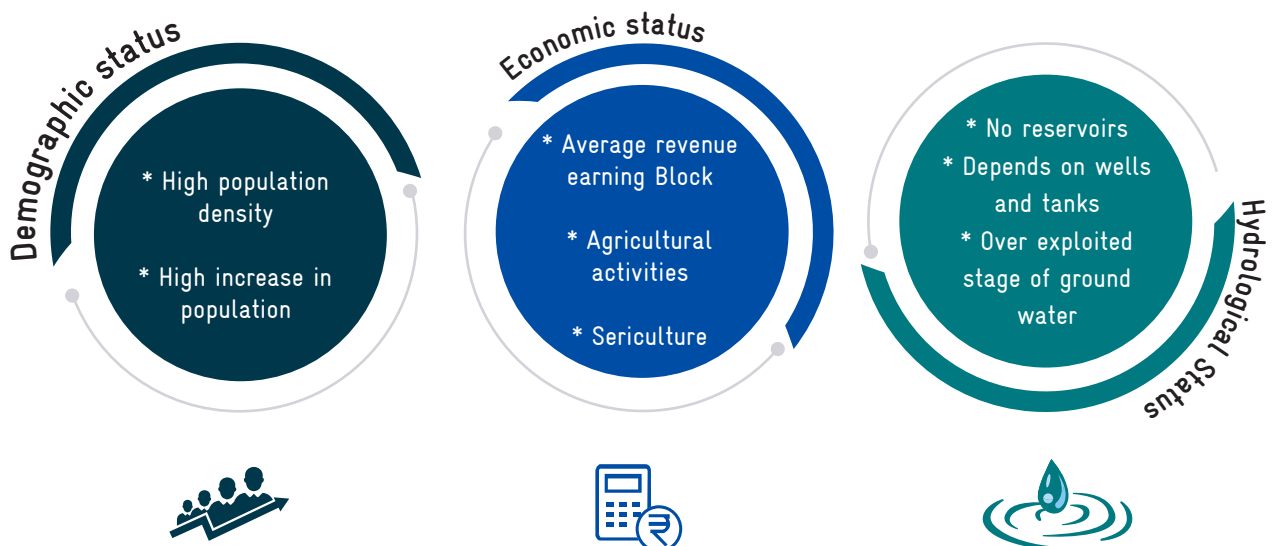 Demographic status
* High population
density
* High increase in
population
Economic status
* Average revenue
earning Block
* Agricultural
activities
* Sericulture
Hydrological Status
* No reservoirs
* Depends on wells
and tanks
* Over exploited
stage of ground
water
₹